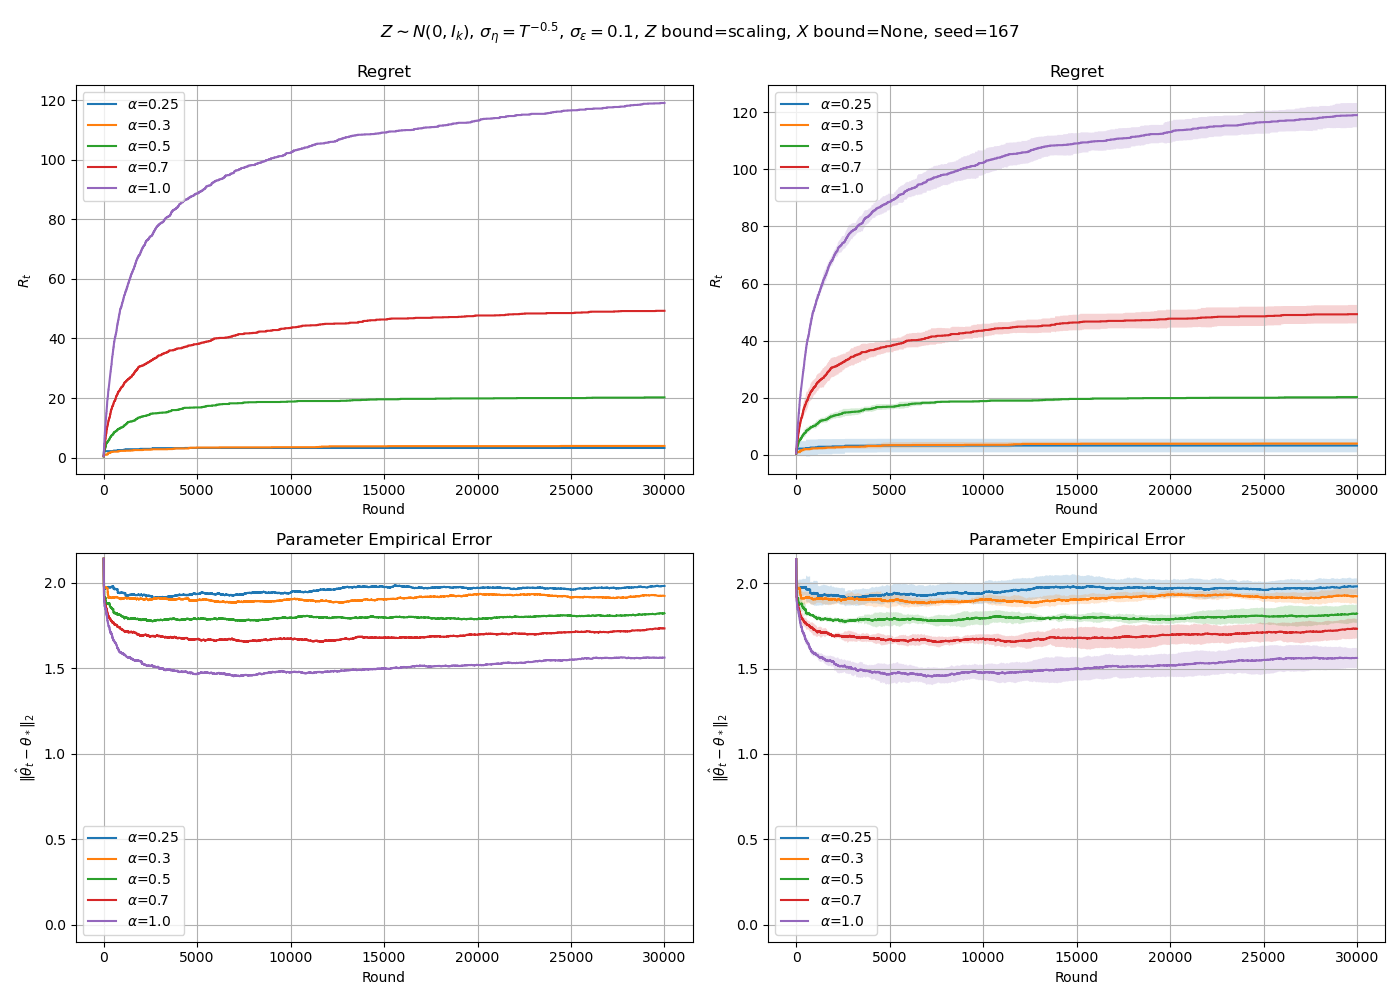 Z ∼ N(0, I_k), σ_η = T^{−0.5}, σ_ε = 0.1, Z bound=scaling, X bound=None, seed=167
Regret
R_t
120
100
80
60
40
20
0
α=0.25
α=0.3
α=0.5
α=0.7
α=1.0
0 5000 10000 15000 20000 25000 30000
Round
Regret
R_t
120
100
80
60
40
20
0
α=0.25
α=0.3
α=0.5
α=0.7
α=1.0
0 5000 10000 15000 20000 25000 30000
Round
Parameter Empirical Error
‖θ̂_t − θ_*‖_2
2.0
1.5
1.0
0.5
0.0
α=0.25
α=0.3
α=0.5
α=0.7
α=1.0
0 5000 10000 15000 20000 25000 30000
Round
Parameter Empirical Error
‖θ̂_t − θ_*‖_2
2.0
1.5
1.0
0.5
0.0
α=0.25
α=0.3
α=0.5
α=0.7
α=1.0
0 5000 10000 15000 20000 25000 30000
Round